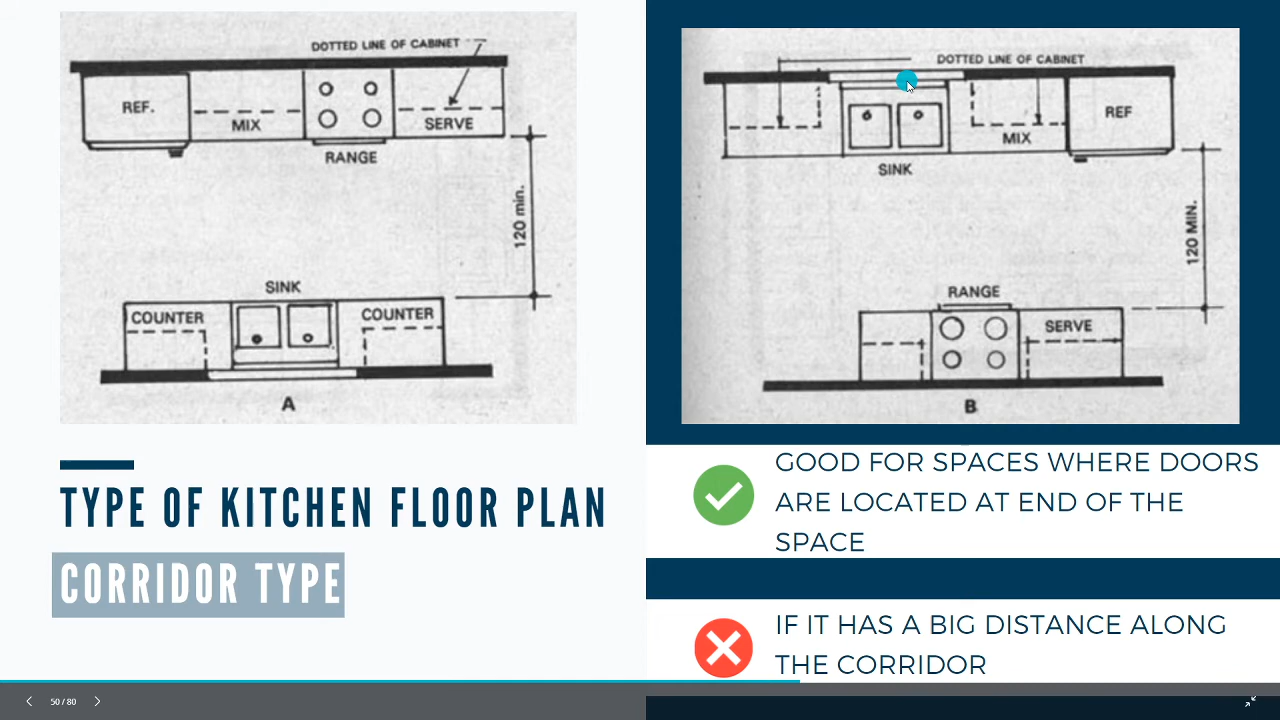 DOTTED LINE OF CABINET
REF.
MIX
SERVE
RANGE
120 min.
SINK
COUNTER
COUNTER
A
DOTTED LINE OF CABINET
REF
MIX
SINK
120 MIN.
RANGE
SERVE
B
TYPE OF KITCHEN FLOOR PLAN
CORRIDOR TYPE
GOOD FOR SPACES WHERE DOORS
ARE LOCATED AT END OF THE
SPACE
IF IT HAS A BIG DISTANCE ALONG
THE CORRIDOR
50 / 80